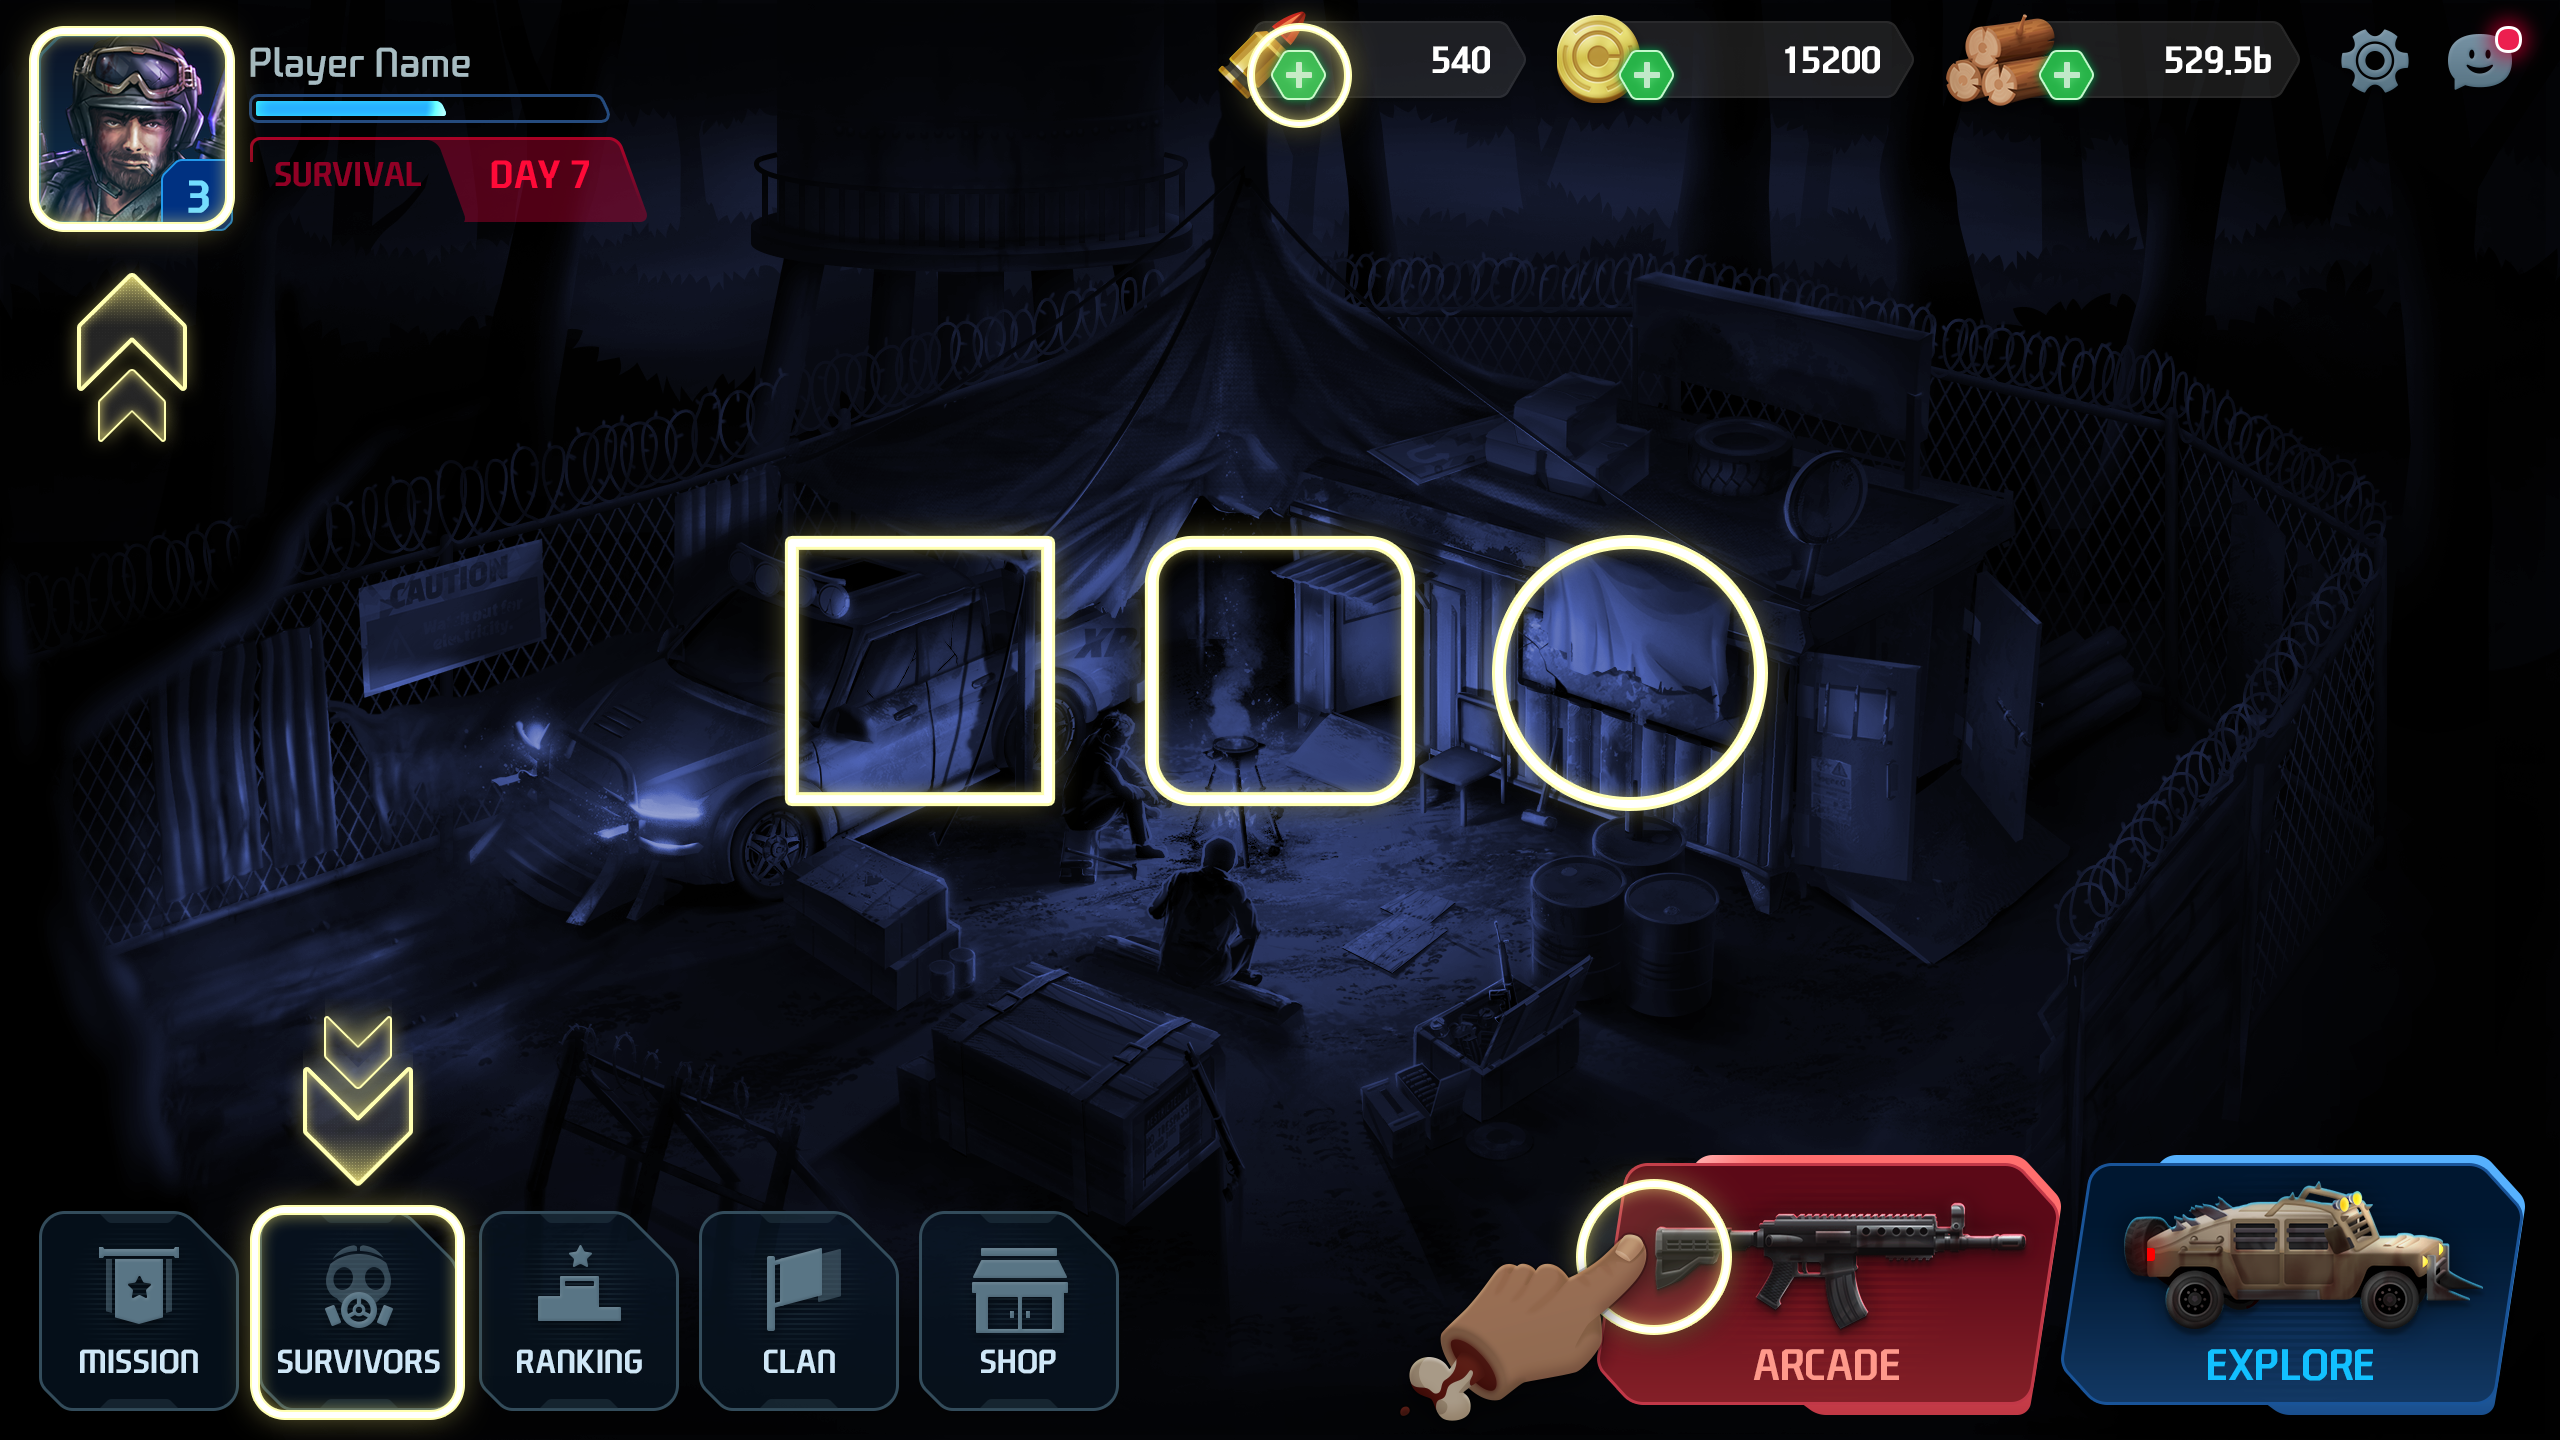 Player Name
540
15200
529.5b
SURVIVAL
DAY 7
3
CAUTION
MISSION
SURVIVORS
RANKING
CLAN
SHOP
ARCADE
EXPLORE